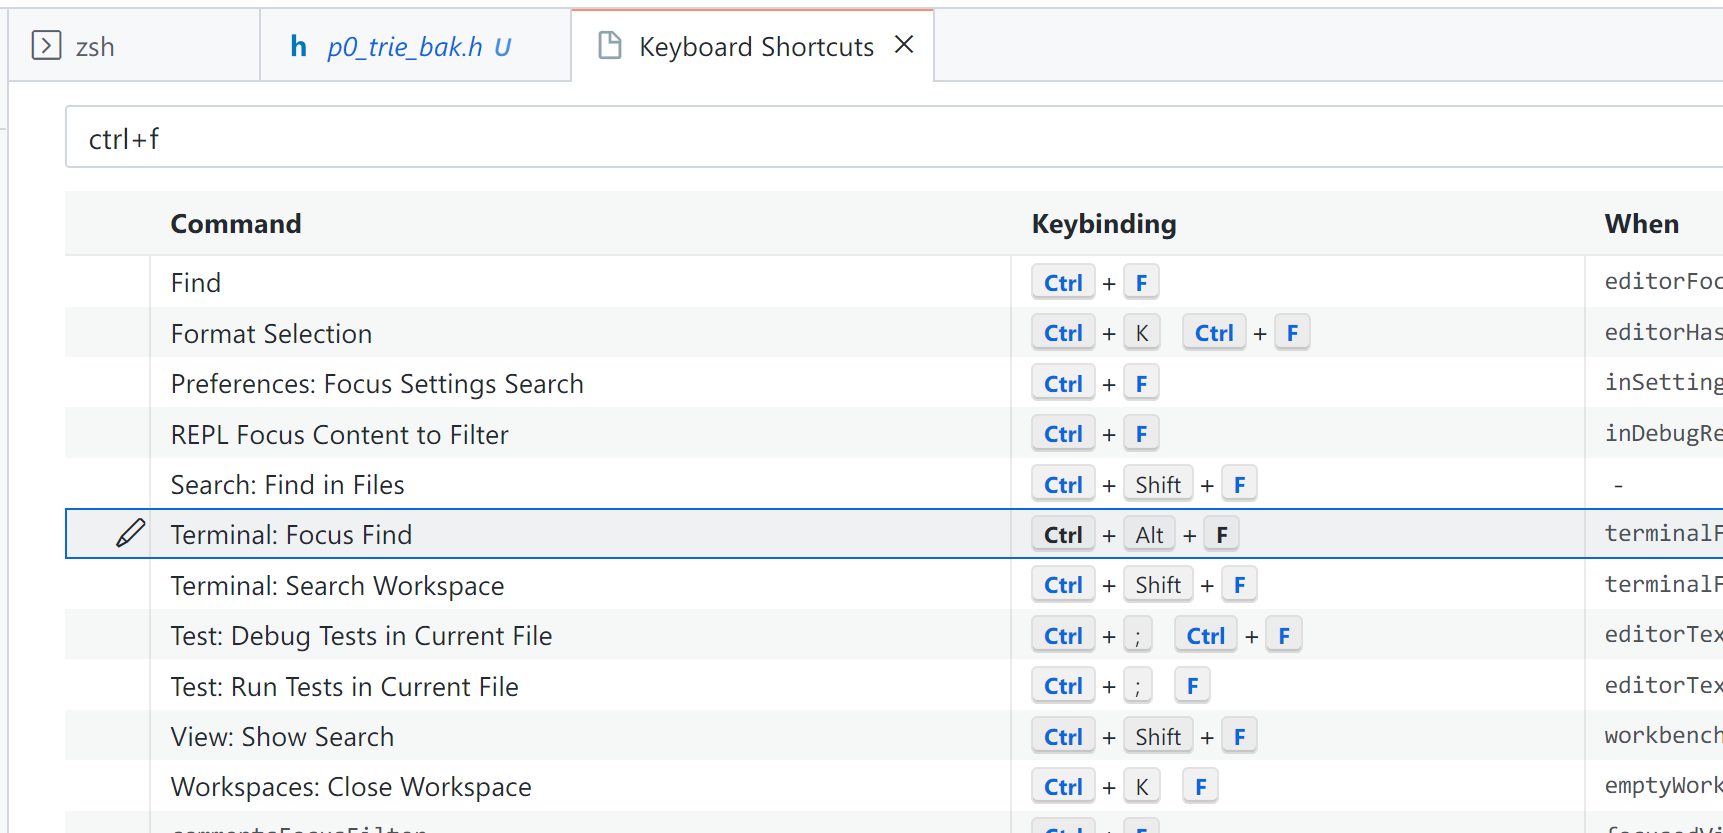 zsh h p0_trie_bak.h U Keyboard Shortcuts
ctrl+f
Command Keybinding When
Find Ctrl + F editorFoc
Format Selection Ctrl + K Ctrl + F editorHas
Preferences: Focus Settings Search Ctrl + F inSetting
REPL Focus Content to Filter Ctrl + F inDebugRe
Search: Find in Files Ctrl + Shift + F -
Terminal: Focus Find Ctrl + Alt + F terminalF
Terminal: Search Workspace Ctrl + Shift + F terminalF
Test: Debug Tests in Current File Ctrl + ; Ctrl + F editorTex
Test: Run Tests in Current File Ctrl + ; F editorTex
View: Show Search Ctrl + Shift + F workbench
Workspaces: Close Workspace Ctrl + K F emptyWork